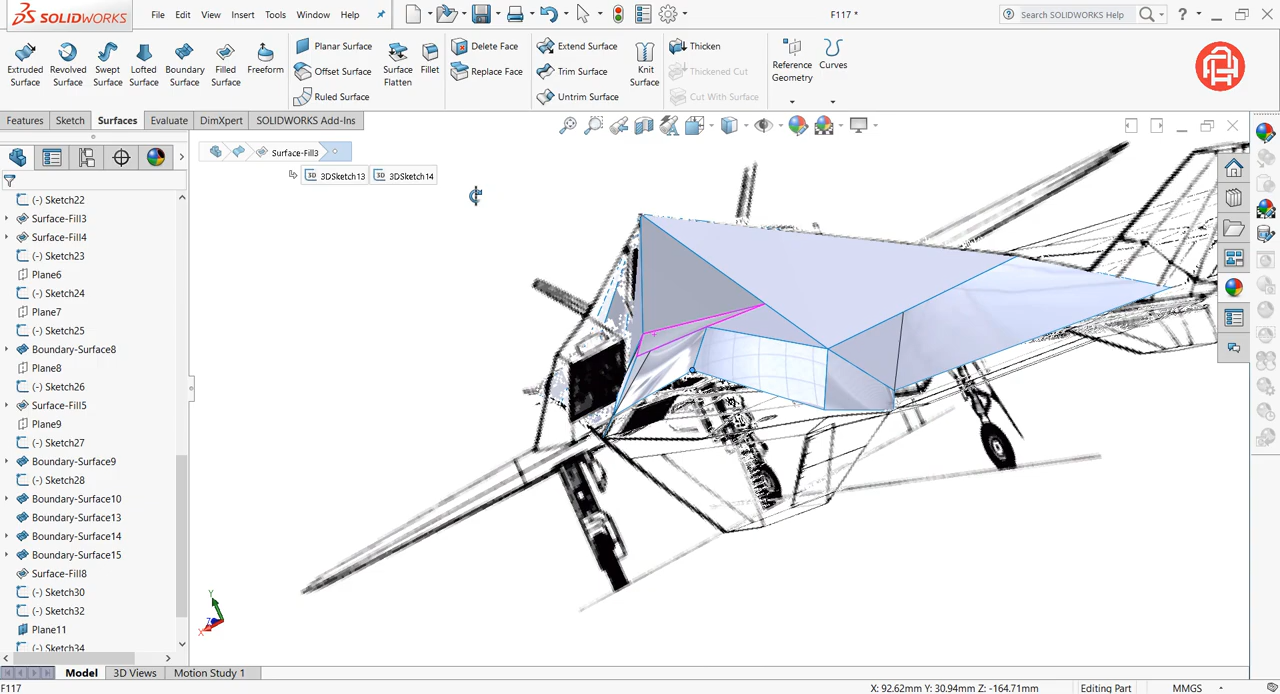 SOLIDWORKS
File Edit View Insert Tools Window Help
F117 *
Search SOLIDWORKS Help
?
Extruded Surface
Revolved Surface
Swept Surface
Lofted Surface
Boundary Surface
Filled Surface
Freeform
Planar Surface
Offset Surface
Ruled Surface
Surface Flatten
Fillet
Delete Face
Replace Face
Extend Surface
Trim Surface
Untrim Surface
Knit Surface
Thicken
Thickened Cut
Cut With Surface
Reference Geometry
Curves
Features Sketch Surfaces Evaluate DimXpert SOLIDWORKS Add-Ins
Surface-Fill3
3DSketch13 3DSketch14
(-) Sketch22
Surface-Fill3
Surface-Fill4
(-) Sketch23
Plane6
(-) Sketch24
Plane7
(-) Sketch25
Boundary-Surface8
Plane8
(-) Sketch26
Surface-Fill5
Plane9
(-) Sketch27
Boundary-Surface9
(-) Sketch28
Boundary-Surface10
Boundary-Surface13
Boundary-Surface14
Boundary-Surface15
Surface-Fill8
(-) Sketch30
(-) Sketch32
Plane11
(-) Sketch34
Y
Z
X
Model 3D Views Motion Study 1
F117
X: 92.62mm Y: 30.94mm Z: -164.71mm
Editing Part
MMGS